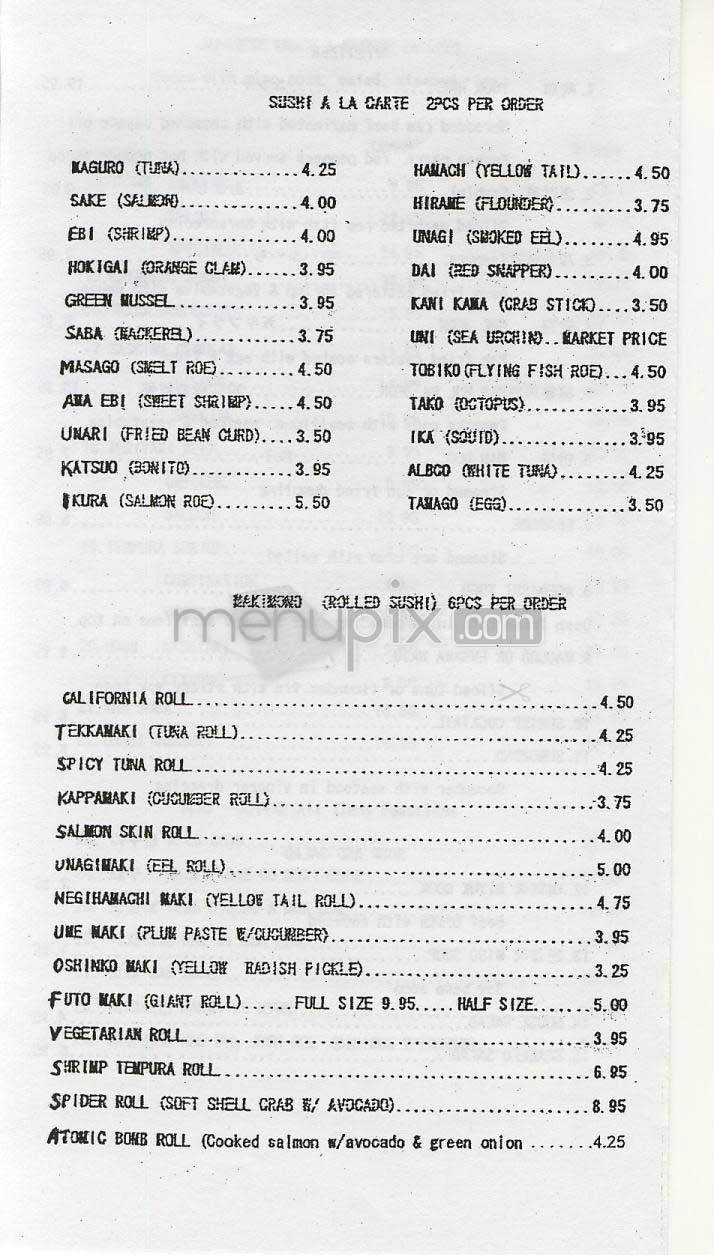 SUSHI A LA CARTE 2PCS PER ORDER
MAGURO (TUNA)..............4.25
SAKE (SALMON)..............4.00
EBI (SHRIMP)...............4.00
HOKIGAI (ORANGE CLAM)......3.95
GREEN MUSSEL...............3.95
SABA (MACKEREL)............3.75
MASAGO (SMELT ROE).........4.50
AMA EBI (SWEET SHRIMP).....4.50
UNARI (FRIED BEAN CURD)....3.50
KATSUO (BONITO)............3.95
IKURA (SALMON ROE).........5.50
HAMACH (YELLOW TAIL)......4.50
HIRAME (FLOUNDER).........3.75
UNAGI (SMOKED EEL)........4.95
DAI (RED SNAPPER).........4.00
KANI KAMA (CRAB STICK)....3.50
UNI (SEA URCHIN)..MARKET PRICE
TOBIKO(FLYING FISH ROE)...4.50
TAKO (OCTOPUS)............3.95
IKA (SQUID)...............3.95
ALBCO (WHITE TUNA)........4.25
TAMAGO (EGG)..............3.50
MAKIMONO (ROLLED SUSHI) 6PCS PER ORDER
menupix.com
CALIFORNIA ROLL...............................................4.50
TEKKAMAKI (TUNA ROLL).........................................4.25
SPICY TUNA ROLL...............................................4.25
KAPPAMAKI (CUCUMBER ROLL).....................................3.75
SALMON SKIN ROLL..............................................4.00
UNAGIMAKI (EEL ROLL)..........................................5.00
NEGIHAMACHI MAKI (YELLOW TAIL ROLL)...........................4.75
UME MAKI (PLUM PASTE W/CUCUMBER)..............................3.95
OSHINKO MAKI (YELLOW RADISH PICKLE)...........................3.25
FUTO MAKI (GIANT ROLL)......FULL SIZE 9.95.....HALF SIZE.......5.00
VEGETARIAN ROLL...............................................3.95
SHRIMP TEMPURA ROLL...........................................6.95
SPIDER ROLL (SOFT SHELL CRAB W/ AVOCADO)......................8.95
ATOMIC BOMB ROLL (Cooked salmon w/avocado & green onion .......4.25